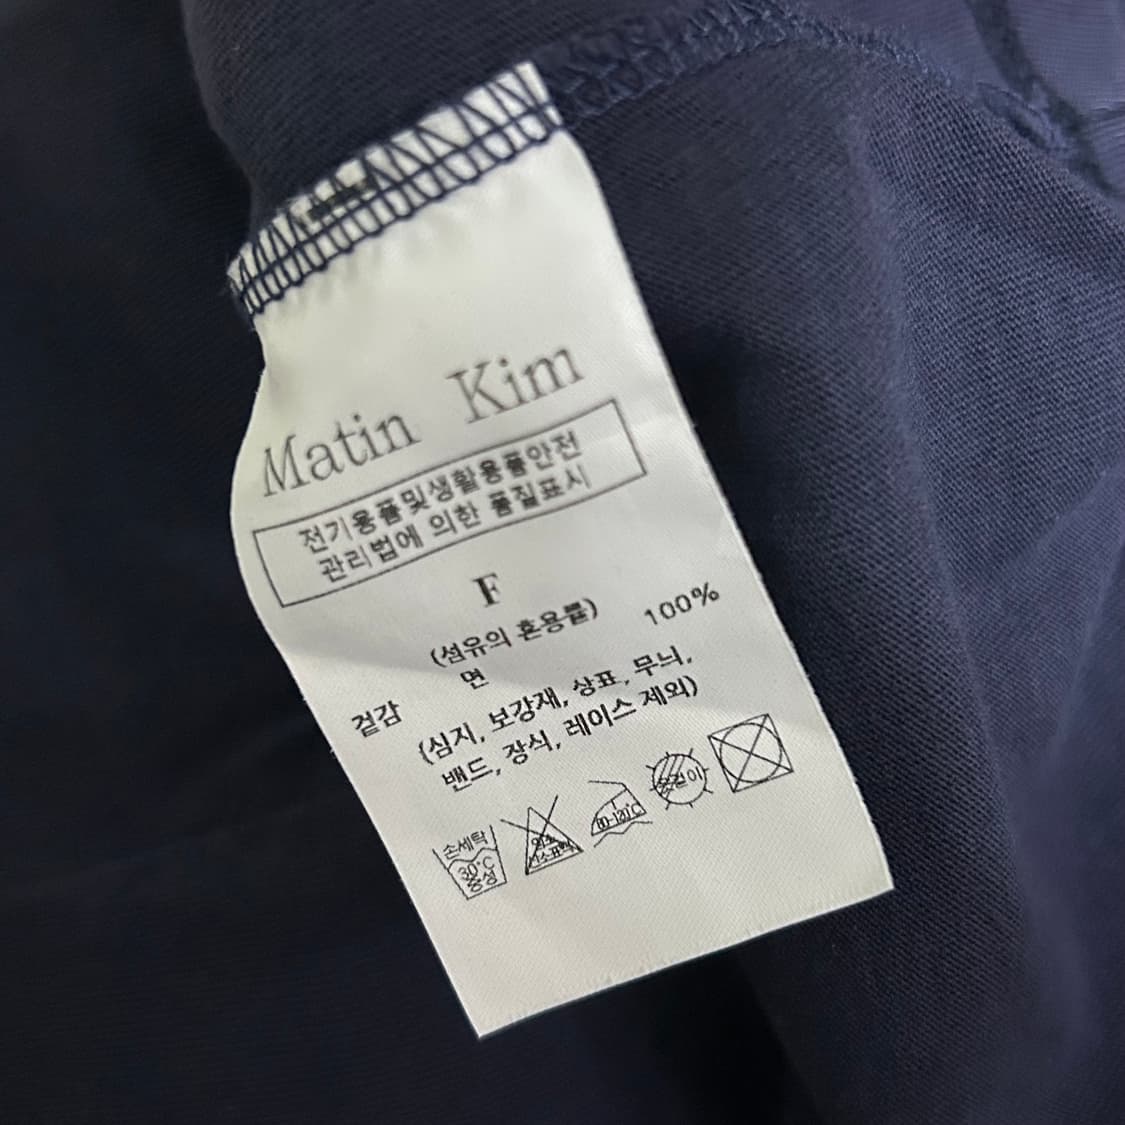 Matin Kim
전기용품및생활용품안전
관리법에 의한 품질표시
F
(섬유의 혼용률)
겉감 면 100%
(심지, 보강재, 상표, 무늬,
밴드, 장식, 레이스 제외)
손세탁
30°C
중성
옷걸이